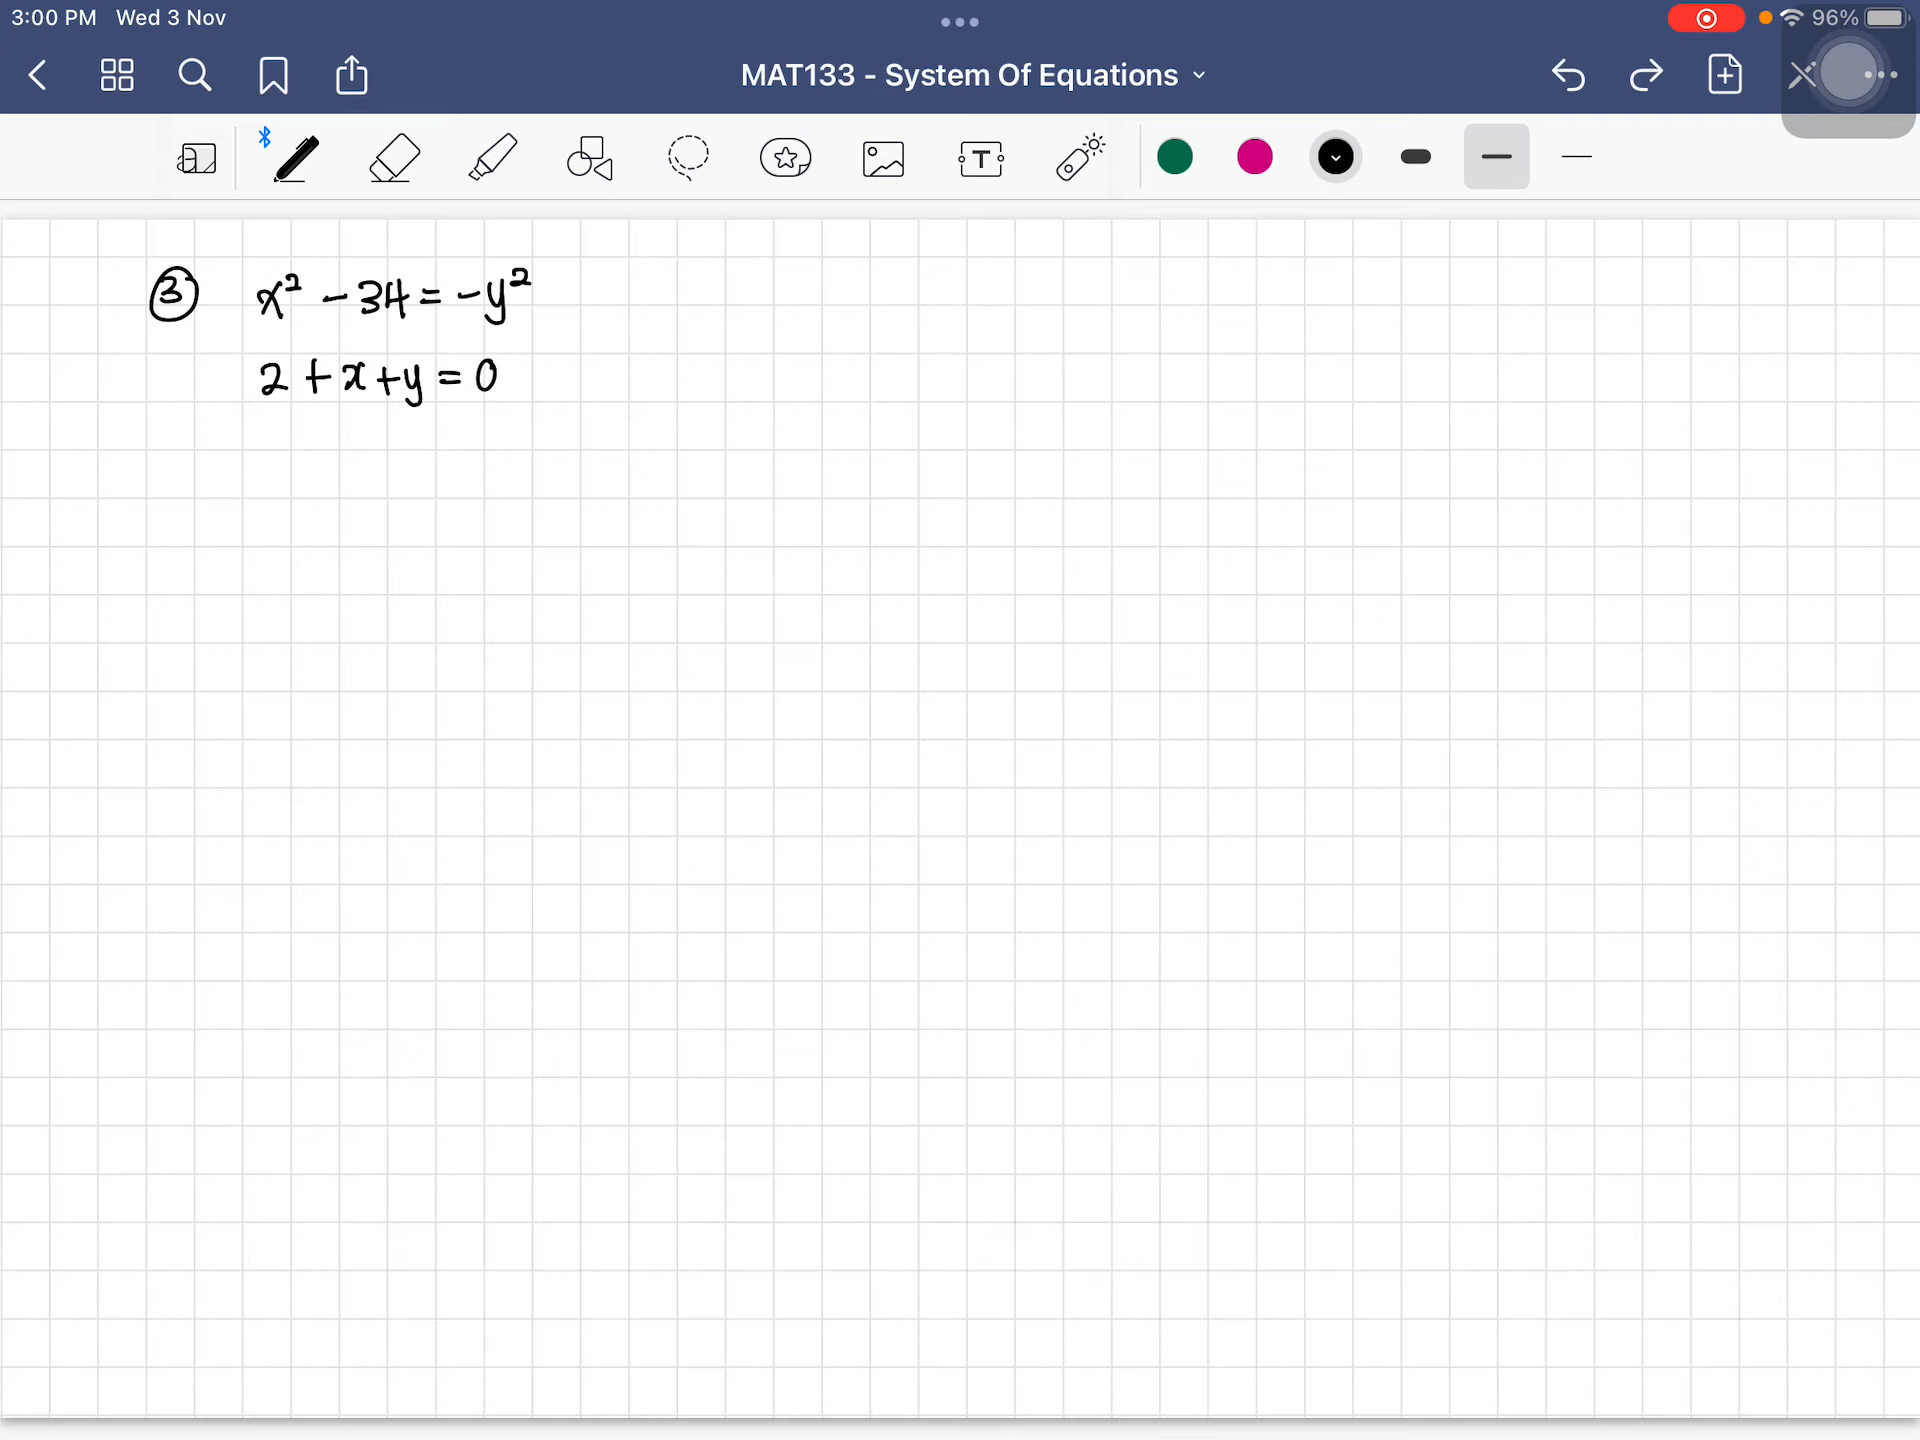 3:00 PM Wed 3 Nov
96%
MAT133 - System Of Equations
T
③ x² - 34 = -y²
2 + x + y = 0